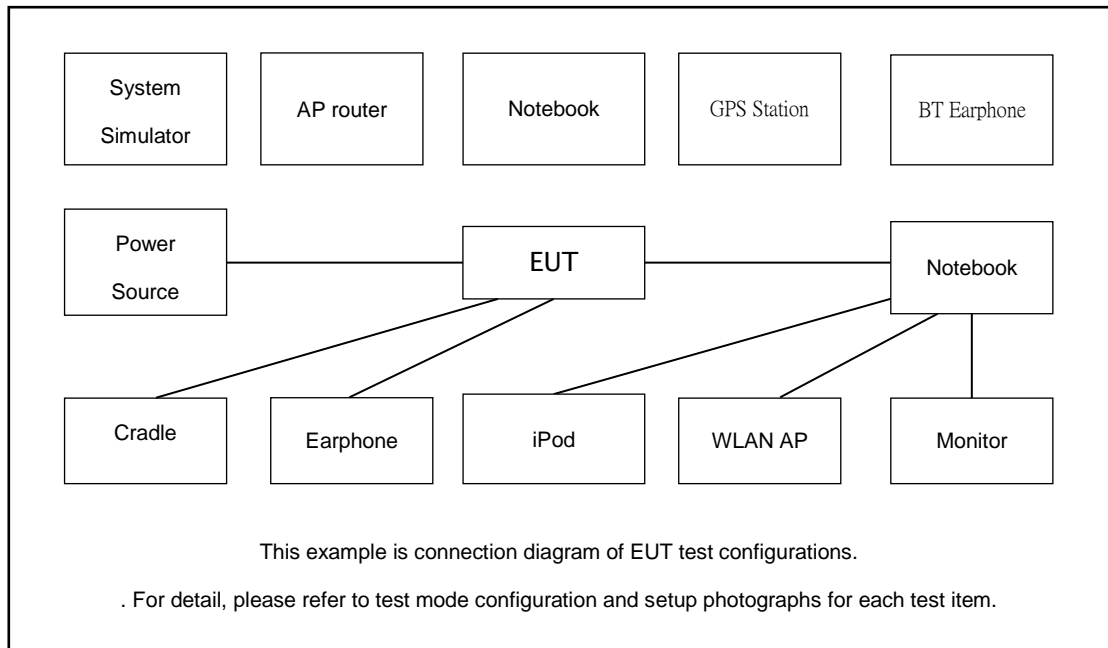 System
Simulator
AP router
Notebook
GPS Station
BT Earphone
Power
Source
EUT
Notebook
Cradle
Earphone
iPod
WLAN AP
Monitor
This example is connection diagram of EUT test configurations.
. For detail, please refer to test mode configuration and setup photographs for each test item.